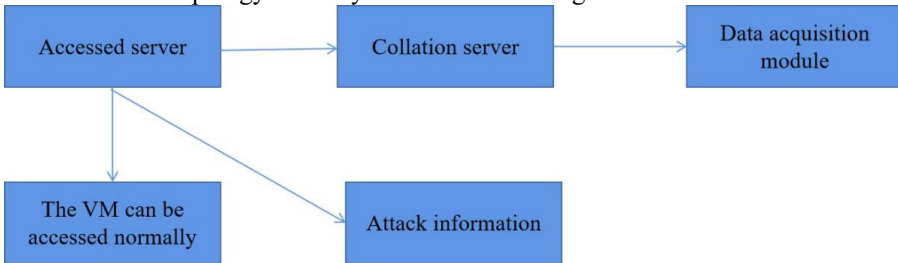 Accessed server
Collation server
Data acquisition
module
The VM can be
accessed normally
Attack information